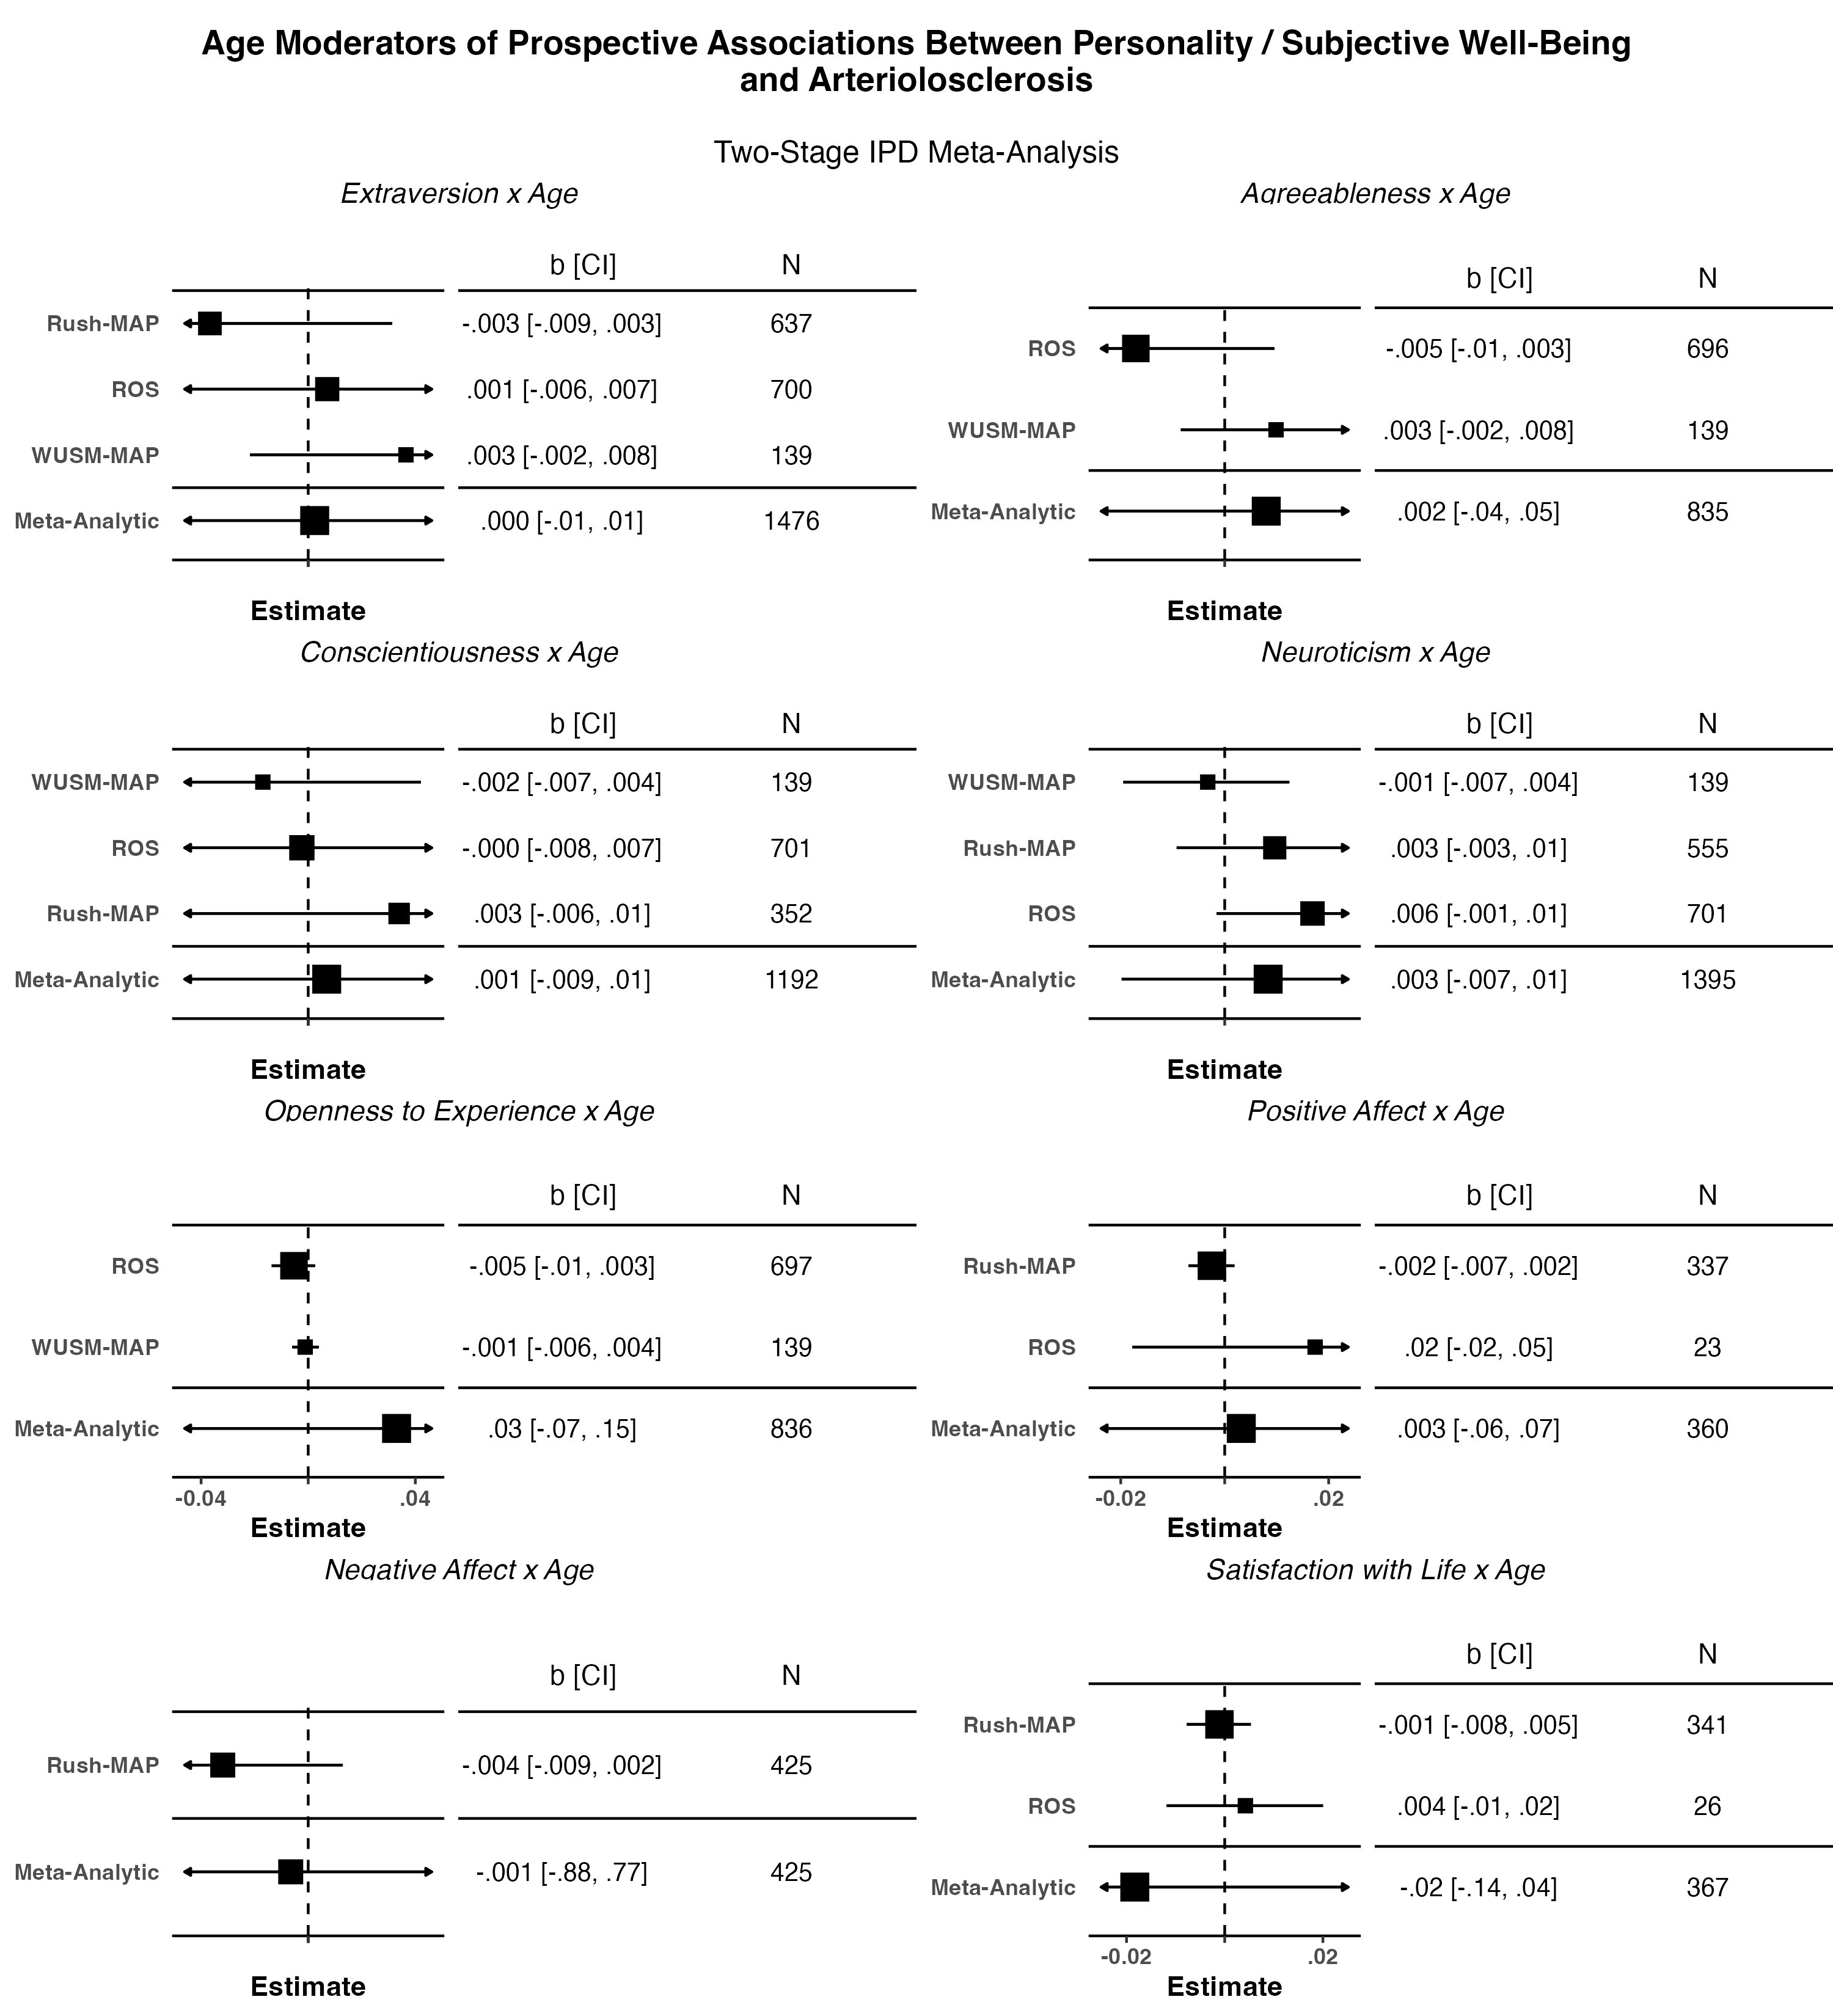 Age Moderators of Prospective Associations Between Personality / Subjective Well-Being
and Arteriolosclerosis
Two-Stage IPD Meta-Analysis
Extraversion x Age
b [CI] N
Rush-MAP -.003 [-.009, .003] 637
ROS .001 [-.006, .007] 700
WUSM-MAP .003 [-.002, .008] 139
Meta-Analytic .000 [-.01, .01] 1476
Estimate
Agreeableness x Age
b [CI] N
ROS -.005 [-.01, .003] 696
WUSM-MAP .003 [-.002, .008] 139
Meta-Analytic .002 [-.04, .05] 835
Estimate
Conscientiousness x Age
b [CI] N
WUSM-MAP -.002 [-.007, .004] 139
ROS -.000 [-.008, .007] 701
Rush-MAP .003 [-.006, .01] 352
Meta-Analytic .001 [-.009, .01] 1192
Estimate
Neuroticism x Age
b [CI] N
WUSM-MAP -.001 [-.007, .004] 139
Rush-MAP .003 [-.003, .01] 555
ROS .006 [-.001, .01] 701
Meta-Analytic .003 [-.007, .01] 1395
Estimate
Openness to Experience x Age
b [CI] N
ROS -.005 [-.01, .003] 697
WUSM-MAP -.001 [-.006, .004] 139
Meta-Analytic .03 [-.07, .15] 836
-0.04 .04
Estimate
Positive Affect x Age
b [CI] N
Rush-MAP -.002 [-.007, .002] 337
ROS .02 [-.02, .05] 23
Meta-Analytic .003 [-.06, .07] 360
-0.02 .02
Estimate
Negative Affect x Age
b [CI] N
Rush-MAP -.004 [-.009, .002] 425
Meta-Analytic -.001 [-.88, .77] 425
Estimate
Satisfaction with Life x Age
b [CI] N
Rush-MAP -.001 [-.008, .005] 341
ROS .004 [-.01, .02] 26
Meta-Analytic -.02 [-.14, .04] 367
-0.02 .02
Estimate